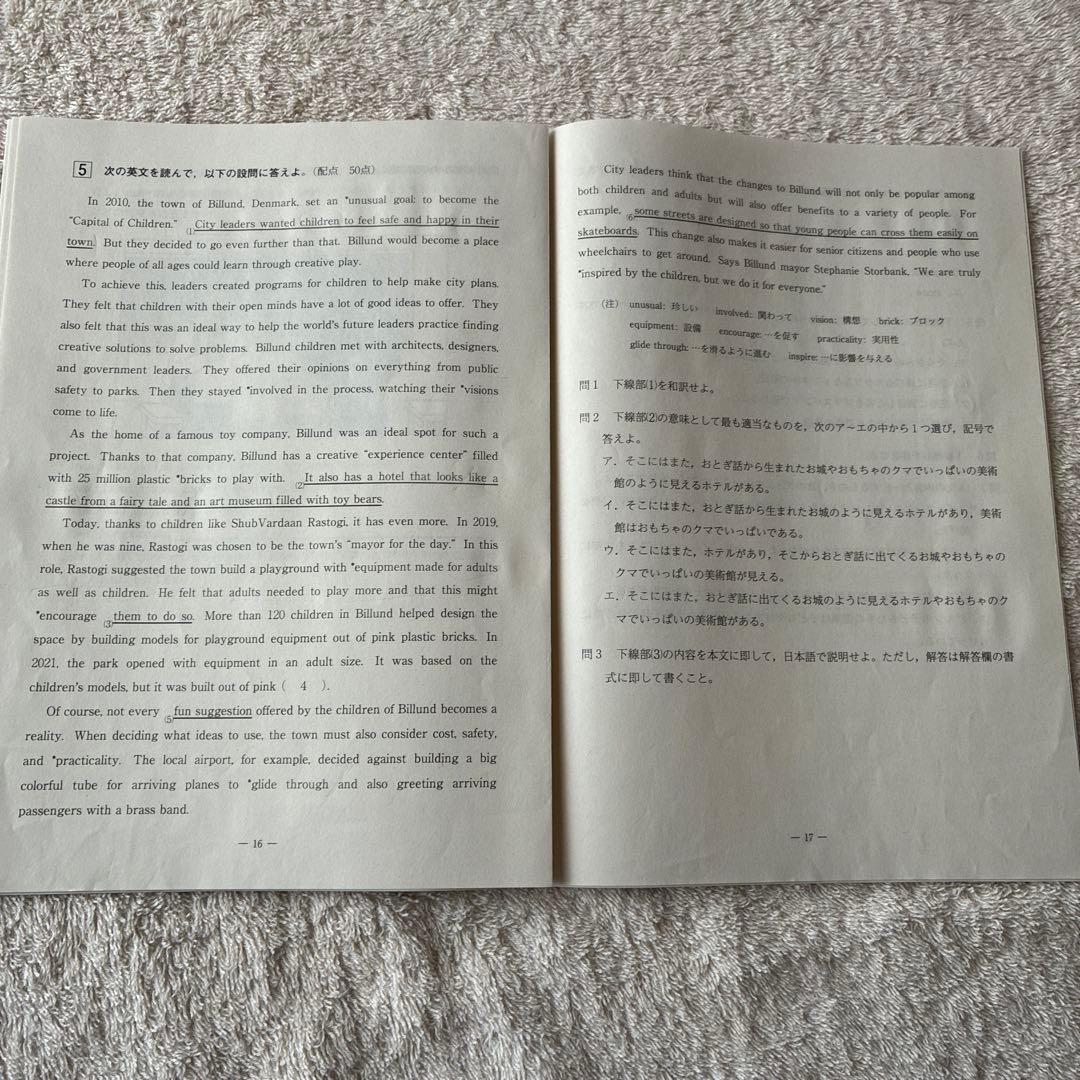 5 次の英文を読んで，以下の設問に答えよ。（配点 50点）
In 2010, the town of Billund, Denmark, set an *unusual goal: to become the
"Capital of Children." (1)City leaders wanted children to feel safe and happy in their
town. But they decided to go even further than that. Billund would become a place
where people of all ages could learn through creative play.
To achieve this, leaders created programs for children to help make city plans.
They felt that children with their open minds have a lot of good ideas to offer. They
also felt that this was an ideal way to help the world's future leaders practice finding
creative solutions to solve problems. Billund children met with architects, designers,
and government leaders. They offered their opinions on everything from public
safety to parks. Then they stayed *involved in the process, watching their *visions
come to life.
As the home of a famous toy company, Billund was an ideal spot for such a
project. Thanks to that company, Billund has a creative "experience center" filled
with 25 million plastic *bricks to play with. (2)It also has a hotel that looks like a
castle from a fairy tale and an art museum filled with toy bears.
Today, thanks to children like ShubVardaan Rastogi, it has even more. In 2019,
when he was nine, Rastogi was chosen to be the town's "mayor for the day." In this
role, Rastogi suggested the town build a playground with *equipment made for adults
as well as children. He felt that adults needed to play more and that this might
*encourage (3)them to do so. More than 120 children in Billund helped design the
space by building models for playground equipment out of pink plastic bricks. In
2021, the park opened with equipment in an adult size. It was based on the
children's models, but it was built out of pink ( 4 ).
Of course, not every (5)fun suggestion offered by the children of Billund becomes a
reality. When deciding what ideas to use, the town must also consider cost, safety,
and *practicality. The local airport, for example, decided against building a big
colorful tube for arriving planes to *glide through and also greeting arriving
passengers with a brass band.
— 16 —
City leaders think that the changes to Billund will not only be popular among
both children and adults but will also offer benefits to a variety of people. For
example, (6)some streets are designed so that young people can cross them easily on
skateboards. This change also makes it easier for senior citizens and people who use
wheelchairs to get around. Says Billund mayor Stephanie Storbank, "We are truly
*inspired by the children, but we do it for everyone."
（注） unusual: 珍しい involved: 関わって vision: 構想 brick: ブロック
equipment: 設備 encourage: …を促す practicality: 実用性
glide through: …を滑るように進む inspire: …に影響を与える
問1 下線部(1)を和訳せよ。
問2 下線部(2)の意味として最も適当なものを，次のア～エの中から1つ選び，記号で
答えよ。
ア．そこにはまた，おとぎ話から生まれたお城やおもちゃのクマでいっぱいの美術
館のように見えるホテルがある。
イ．そこにはまた，おとぎ話から生まれたお城のように見えるホテルがあり，美術
館はおもちゃのクマでいっぱいである。
ウ．そこにはまた，ホテルがあり，そこからおとぎ話に出てくるお城やおもちゃの
クマでいっぱいの美術館が見える。
エ．そこにはまた，おとぎ話に出てくるお城のように見えるホテルやおもちゃのク
マでいっぱいの美術館がある。
問3 下線部(3)の内容を本文に即して，日本語で説明せよ。ただし，解答は解答欄の書
式に即して書くこと。
— 17 —